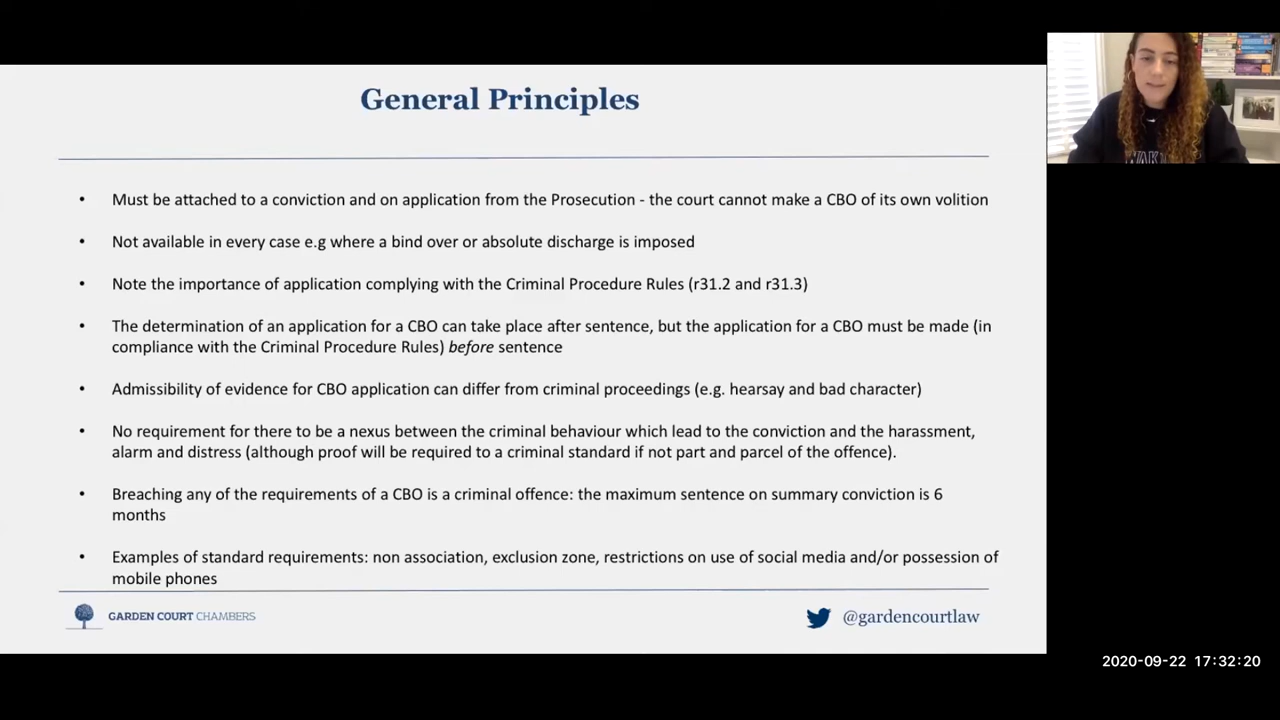 General Principles
• Must be attached to a conviction and on application from the Prosecution - the court cannot make a CBO of its own volition
• Not available in every case e.g where a bind over or absolute discharge is imposed
• Note the importance of application complying with the Criminal Procedure Rules (r31.2 and r31.3)
• The determination of an application for a CBO can take place after sentence, but the application for a CBO must be made (in
compliance with the Criminal Procedure Rules) before sentence
• Admissibility of evidence for CBO application can differ from criminal proceedings (e.g. hearsay and bad character)
• No requirement for there to be a nexus between the criminal behaviour which lead to the conviction and the harassment,
alarm and distress (although proof will be required to a criminal standard if not part and parcel of the offence).
• Breaching any of the requirements of a CBO is a criminal offence: the maximum sentence on summary conviction is 6
months
• Examples of standard requirements: non association, exclusion zone, restrictions on use of social media and/or possession of
mobile phones
GARDEN COURT CHAMBERS
@gardencourtlaw
2020-09-22 17:32:20